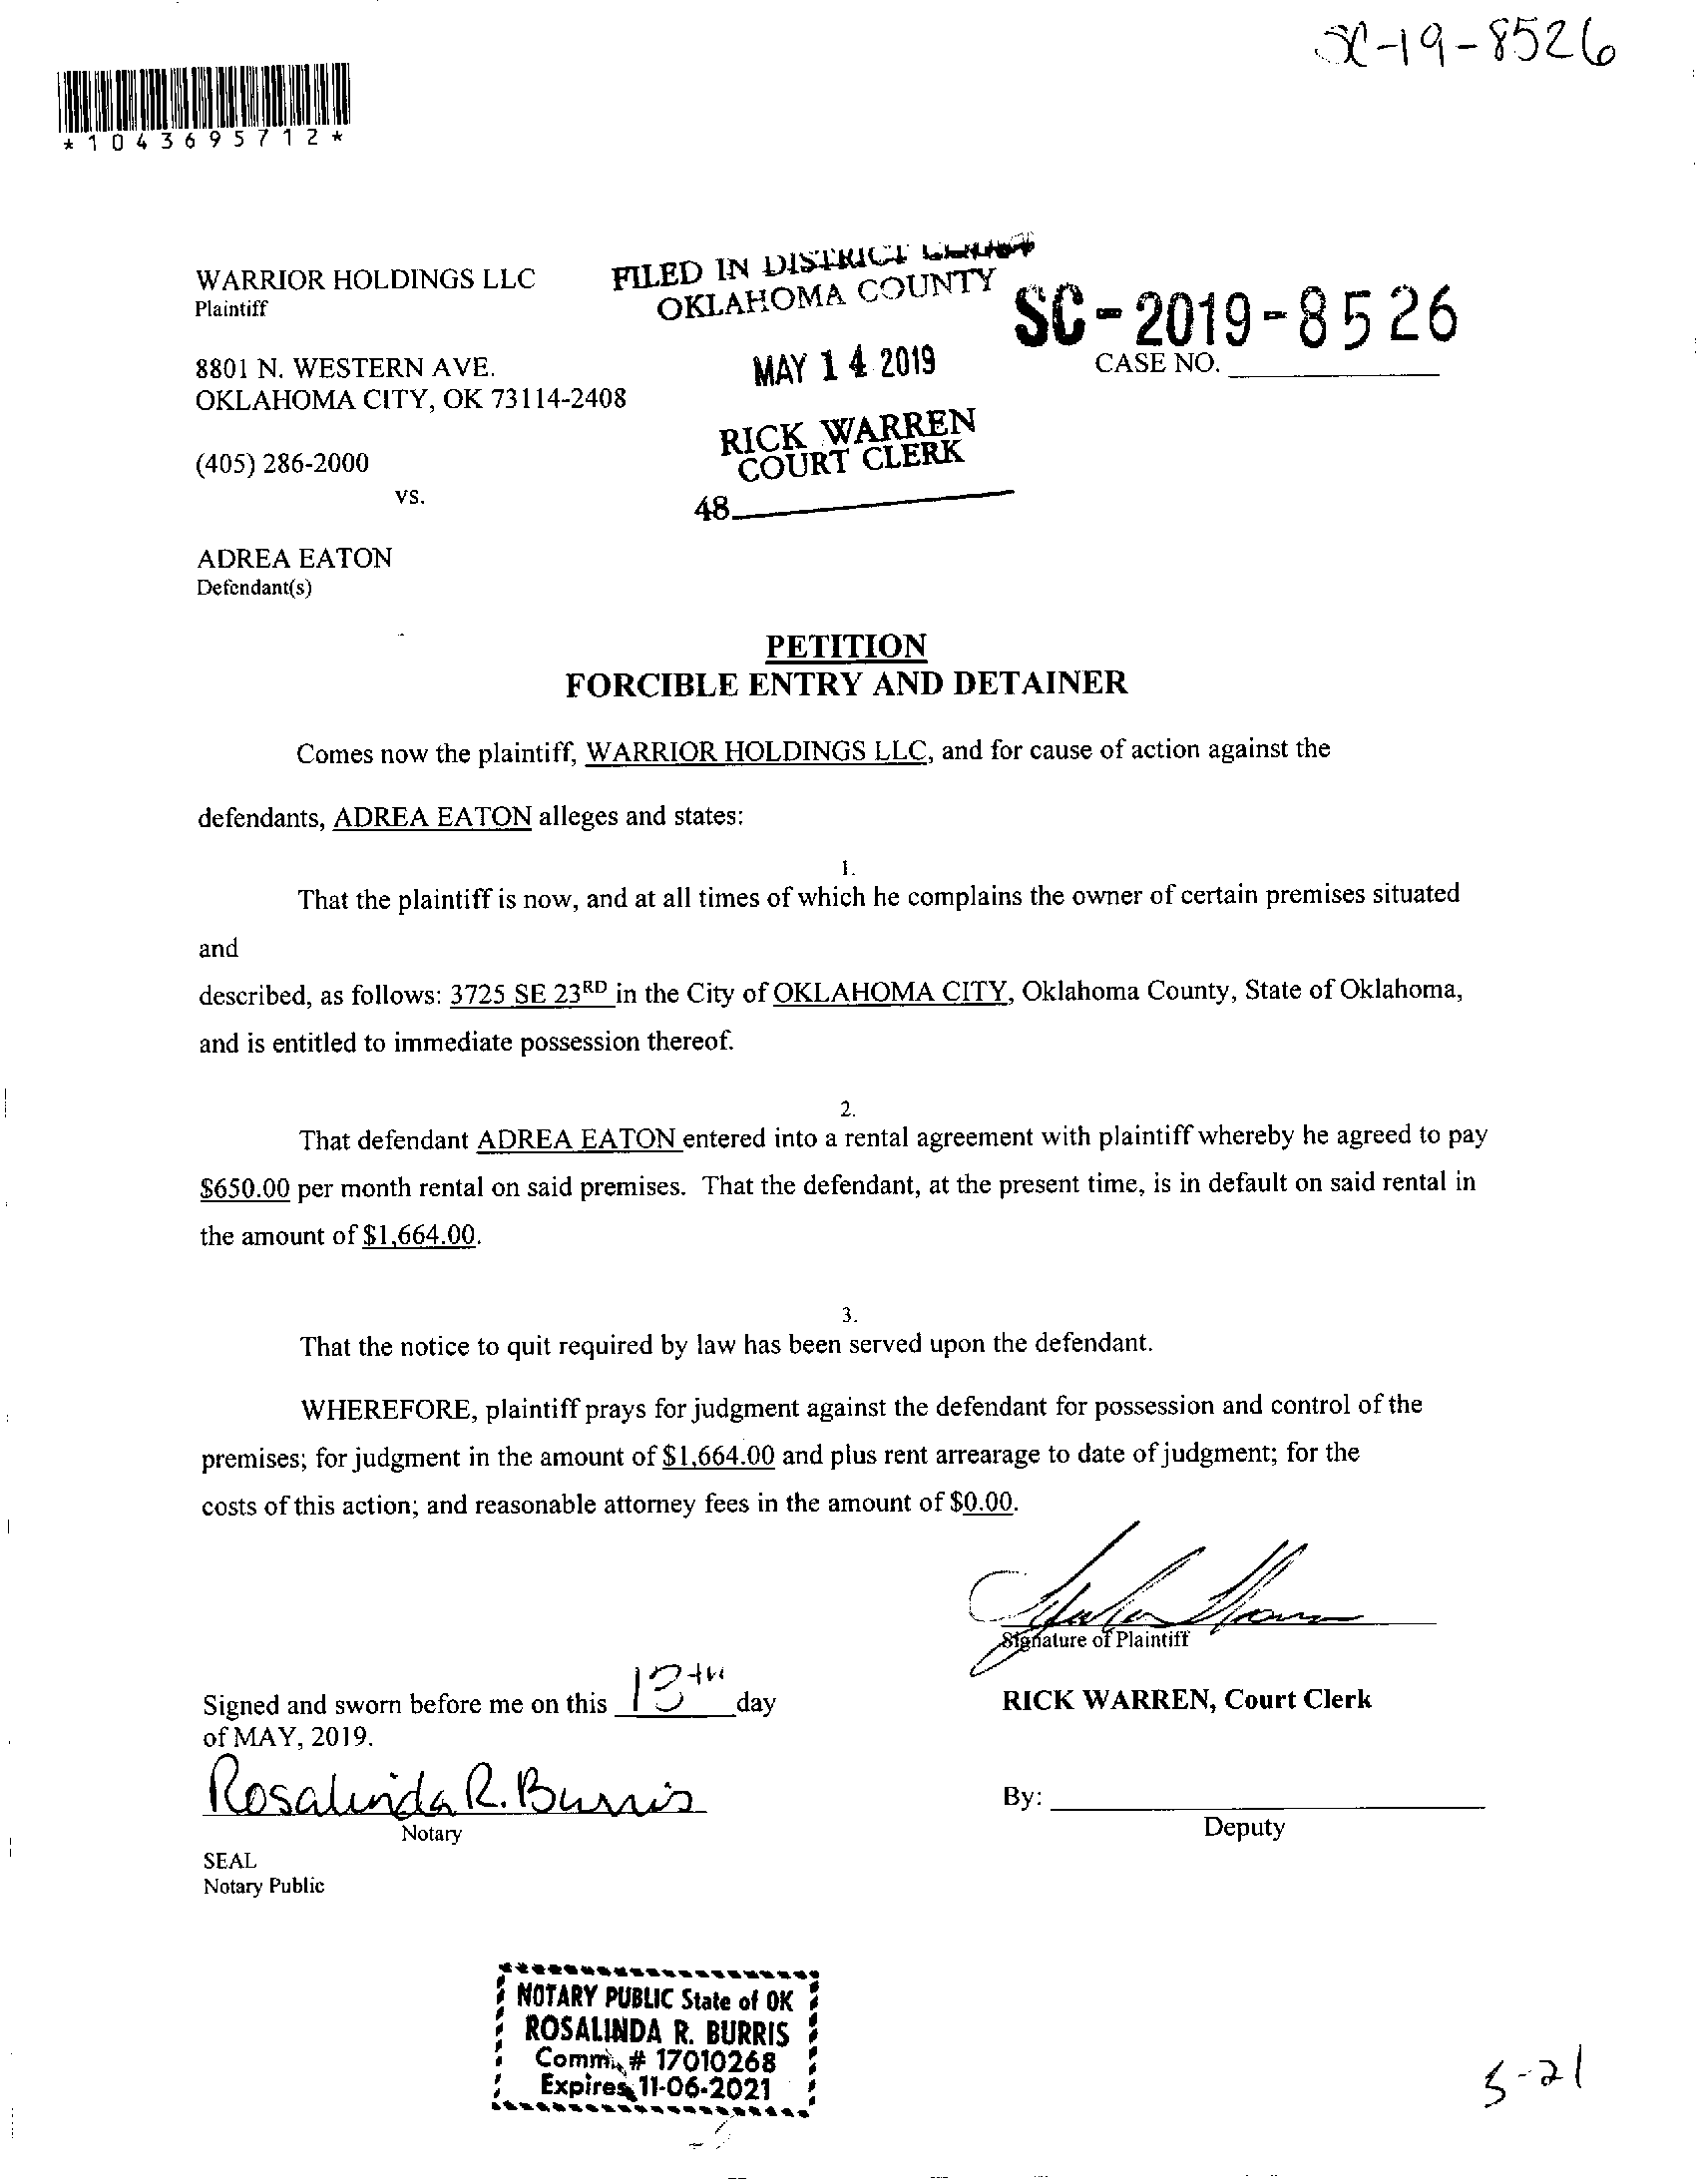 SC-19-8526
*1043695712*
WARRIOR HOLDINGS LLC
Plaintiff
8801 N. WESTERN AVE.
OKLAHOMA CITY, OK 73114-2408
(405) 286-2000
vs.
ADREA EATON
Defendant(s)
FILED IN DISTRICT COURT
OKLAHOMA COUNTY
MAY 14 2019
RICK WARREN
COURT CLERK
48
SC-2019-8526
CASE NO.
PETITION
FORCIBLE ENTRY AND DETAINER
Comes now the plaintiff, WARRIOR HOLDINGS LLC, and for cause of action against the
defendants, ADREA EATON alleges and states:
1.
That the plaintiff is now, and at all times of which he complains the owner of certain premises situated
and
described, as follows: 3725 SE 23RD in the City of OKLAHOMA CITY, Oklahoma County, State of Oklahoma,
and is entitled to immediate possession thereof.
2.
That defendant ADREA EATON entered into a rental agreement with plaintiff whereby he agreed to pay
$650.00 per month rental on said premises. That the defendant, at the present time, is in default on said rental in
the amount of $1,664.00.
3.
That the notice to quit required by law has been served upon the defendant.
WHEREFORE, plaintiff prays for judgment against the defendant for possession and control of the
premises; for judgment in the amount of $1,664.00 and plus rent arrearage to date of judgment; for the
costs of this action; and reasonable attorney fees in the amount of $0.00.
Signature of Plaintiff
Signed and sworn before me on this 13th day
of MAY, 2019.
RICK WARREN, Court Clerk
Rosalinda R. Burris
Notary
SEAL
Notary Public
By:
Deputy
NOTARY PUBLIC State of OK
ROSALINDA R. BURRIS
Comm. # 17010268
Expires 11-06-2021
5-21